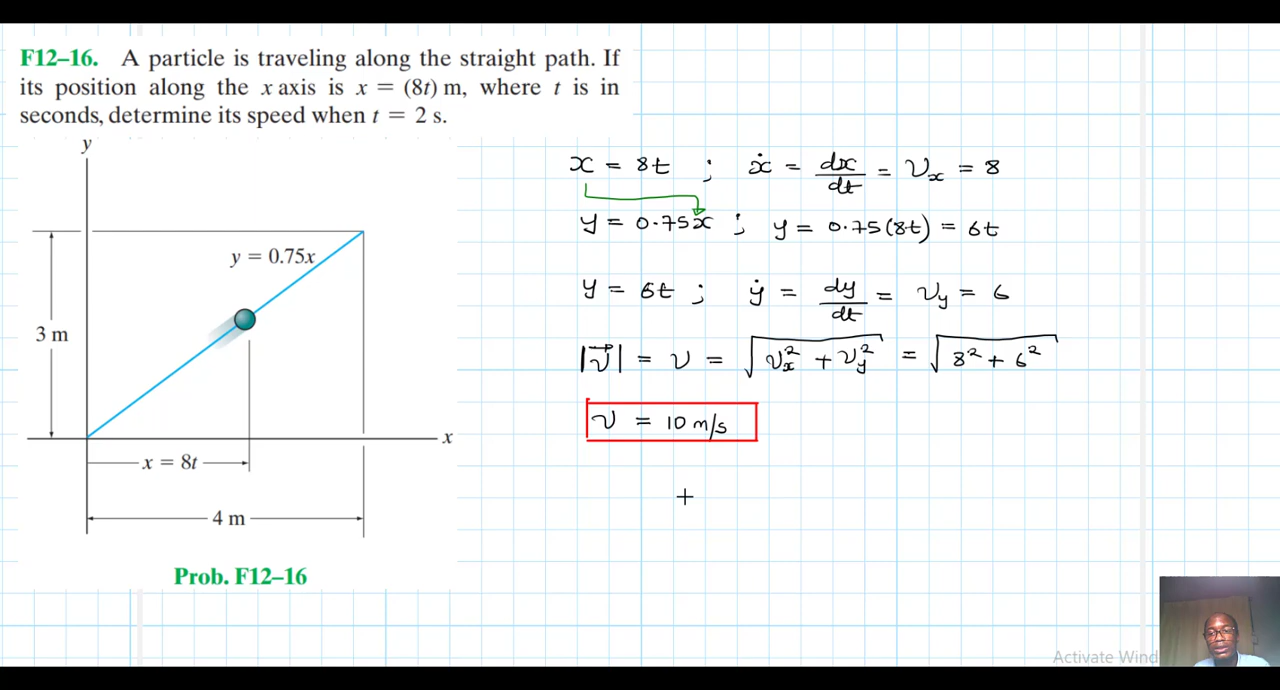 F12–16. A particle is traveling along the straight path. If
its position along the x axis is x = (8t) m, where t is in
seconds, determine its speed when t = 2 s.
y
y = 0.75x
3 m
x
x = 8t
4 m
Prob. F12–16
x = 8t ; ẋ = dx/dt = Vx = 8
y = 0.75x ; y = 0.75(8t) = 6t
y = 6t ; ẏ = dy/dt = Vy = 6
|V⃗| = V = √(Vx² + Vy²) = √(8² + 6²)
V = 10 m/s
+
Activate Wind